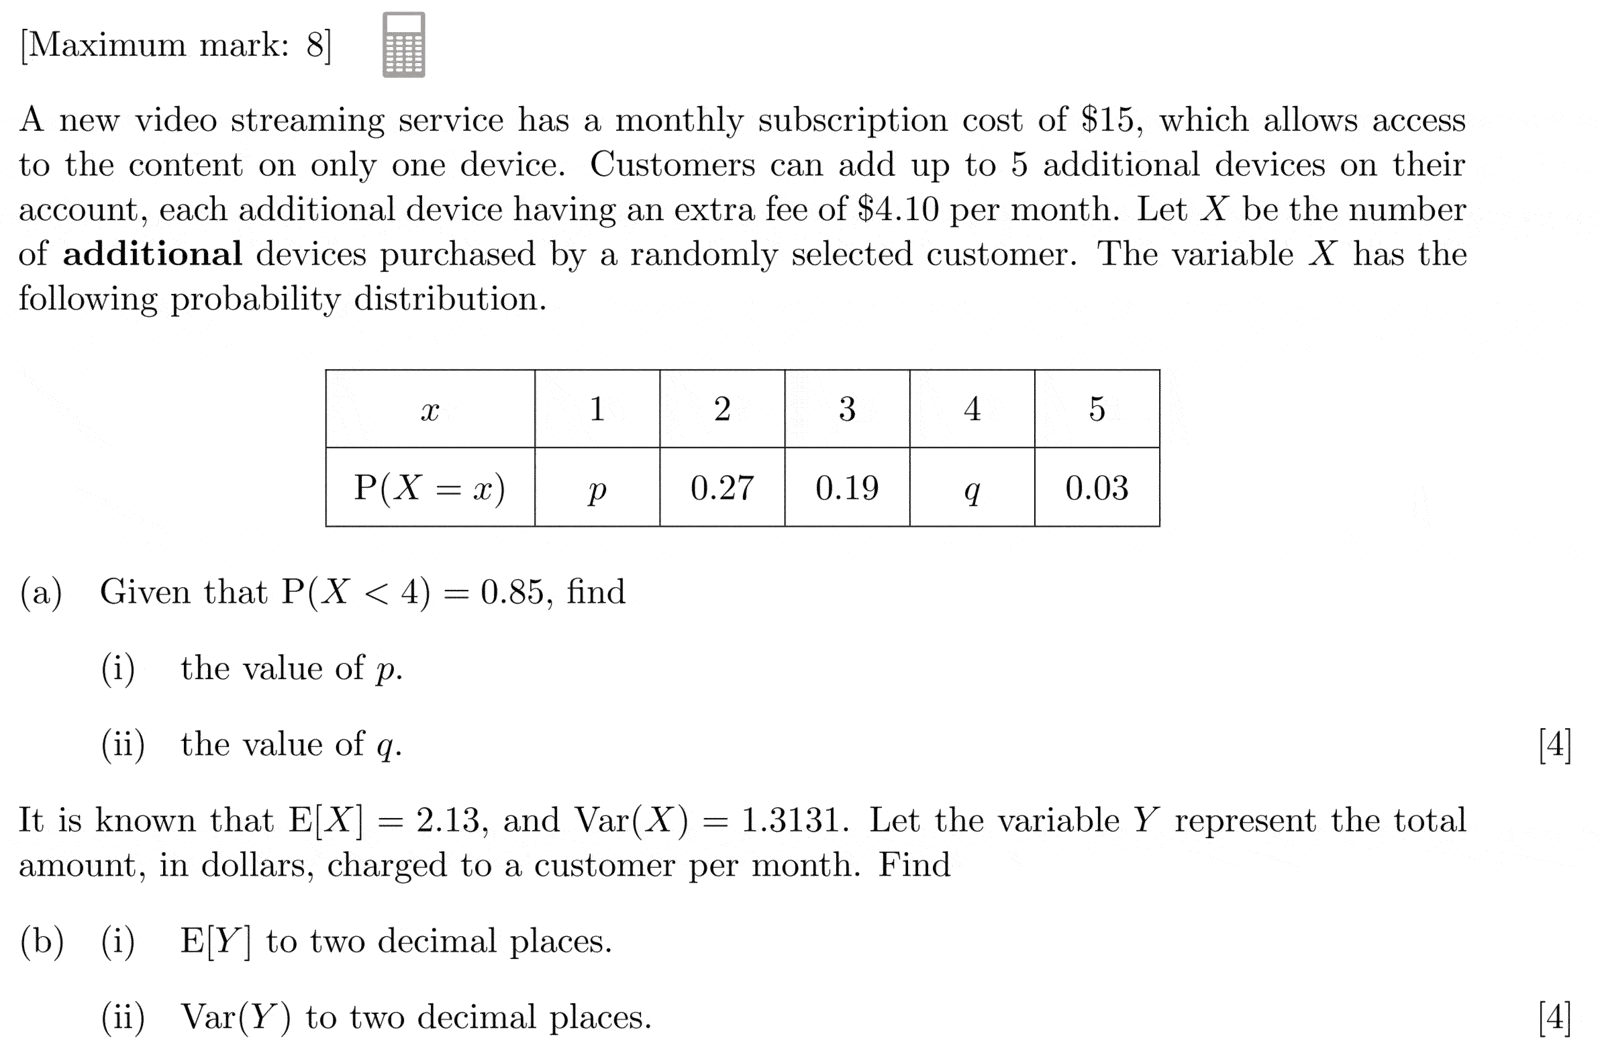 [Maximum mark: 8]
A new video streaming service has a monthly subscription cost of $15, which allows access
to the content on only one device. Customers can add up to 5 additional devices on their
account, each additional device having an extra fee of $4.10 per month. Let X be the number
of additional devices purchased by a randomly selected customer. The variable X has the
following probability distribution.
x 1 2 3 4 5
P(X = x) p 0.27 0.19 q 0.03
(a) Given that P(X < 4) = 0.85, find
(i) the value of p.
(ii) the value of q. [4]
It is known that E[X] = 2.13, and Var(X) = 1.3131. Let the variable Y represent the total
amount, in dollars, charged to a customer per month. Find
(b) (i) E[Y] to two decimal places.
(ii) Var(Y) to two decimal places. [4]